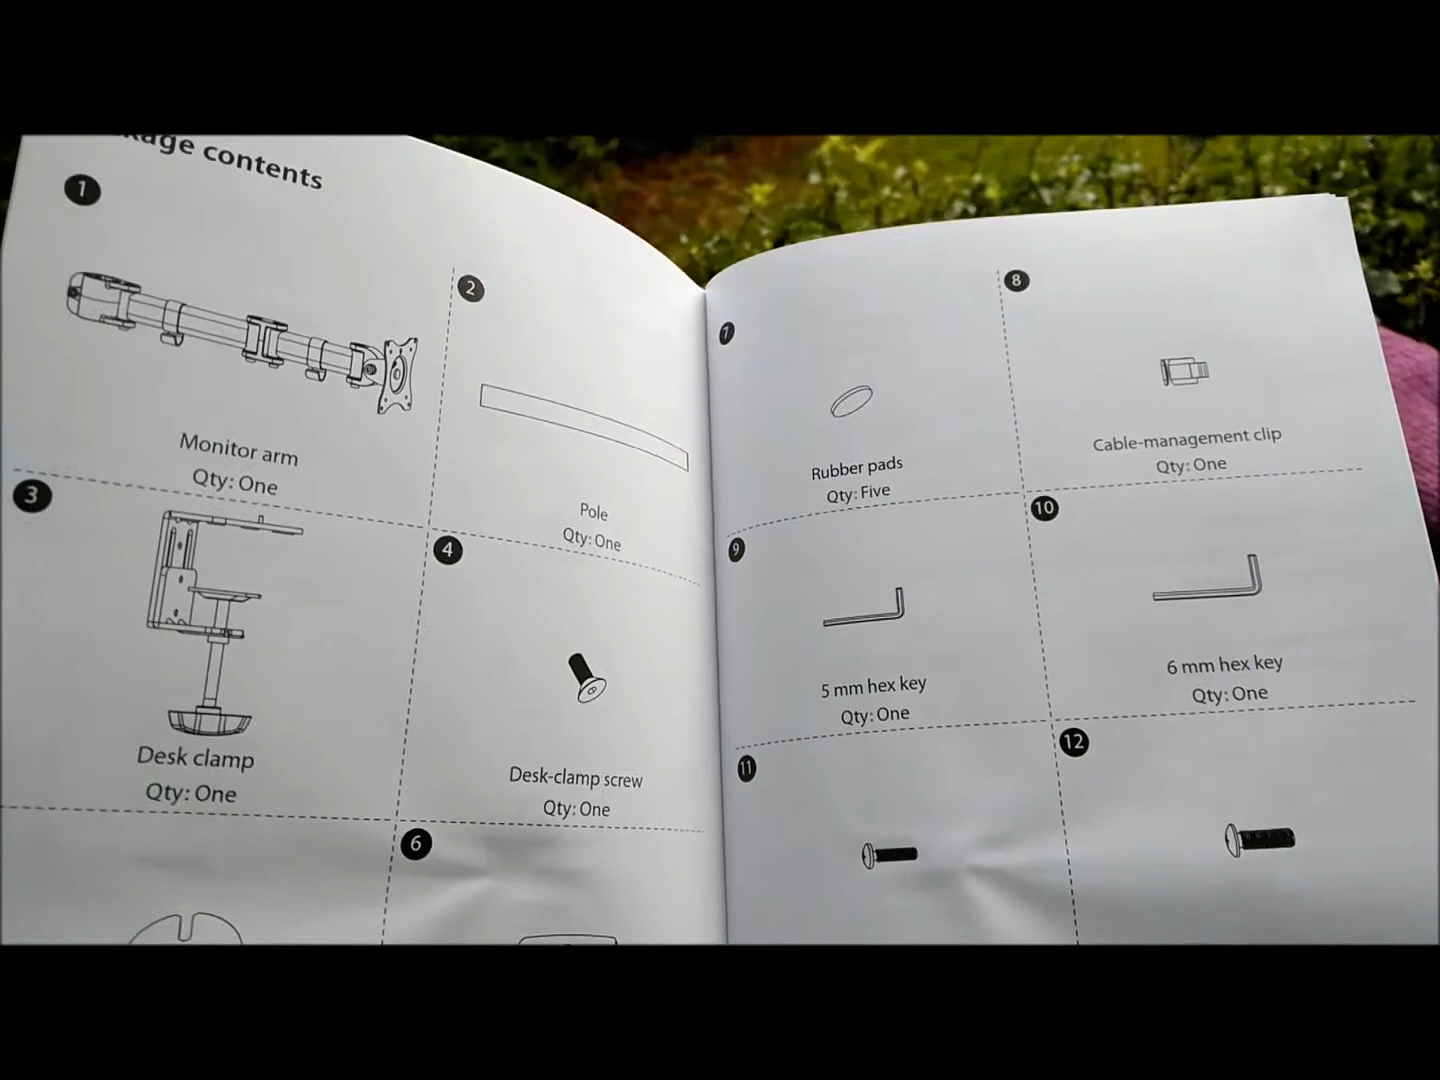 contents
1
Monitor arm
Qty: One
2
Pole
Qty: One
3
Desk clamp
Qty: One
4
Desk-clamp screw
Qty: One
6
7
Rubber pads
Qty: Five
8
Cable-management clip
Qty: One
9
5 mm hex key
Qty: One
10
6 mm hex key
Qty: One
11
12